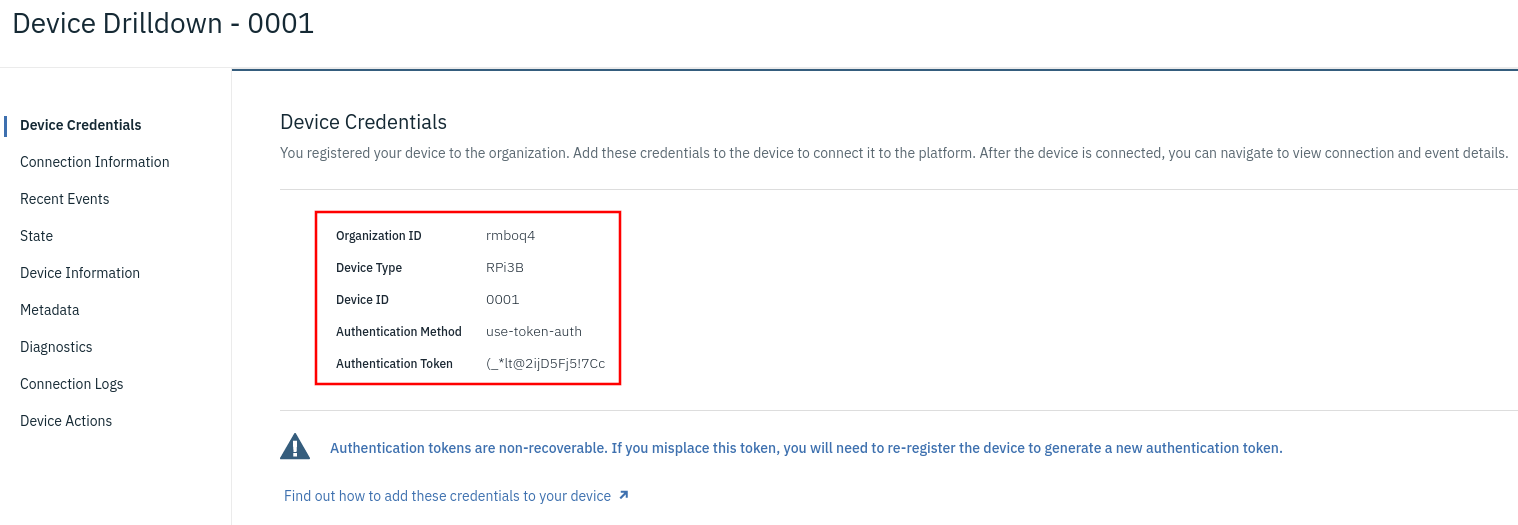 Device Drilldown - 0001
Device Credentials
Connection Information
Recent Events
State
Device Information
Metadata
Diagnostics
Connection Logs
Device Actions
Device Credentials
You registered your device to the organization. Add these credentials to the device to connect it to the platform. After the device is connected, you can navigate to view connection and event details.
Organization ID rmboq4
Device Type RPi3B
Device ID 0001
Authentication Method use-token-auth
Authentication Token (_*lt@2ijD5Fj5!7Cc
Authentication tokens are non-recoverable. If you misplace this token, you will need to re-register the device to generate a new authentication token.
Find out how to add these credentials to your device